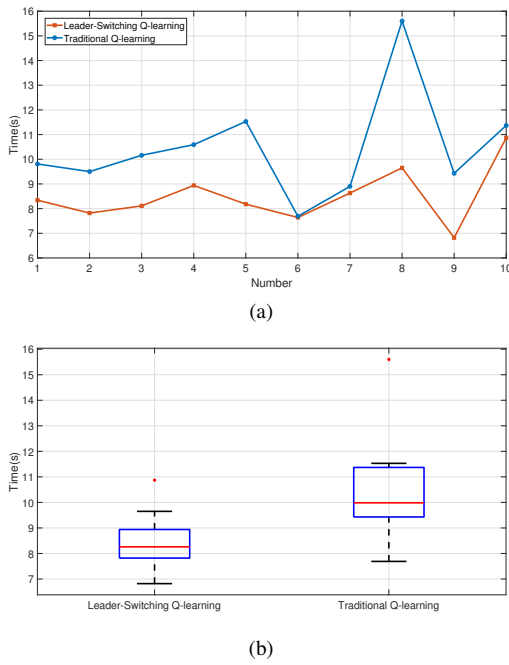 16
15
14
13
12
11
10
9
8
7
6
Time(s)
Leader-Switching Q-learning
Traditional Q-learning
1 2 3 4 5 6 7 8 9 10
Number
(a)
16
15
14
13
12
11
10
9
8
7
Time(s)
Leader-Switching Q-learning Traditional Q-learning
(b)